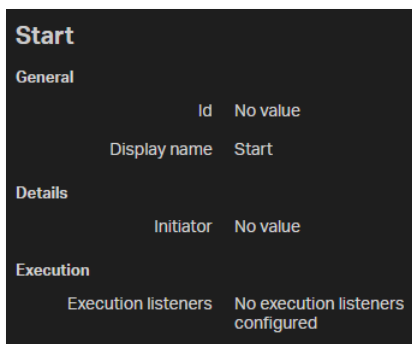 Start
General
Id No value
Display name Start
Details
Initiator No value
Execution
Execution listeners No execution listeners
configured